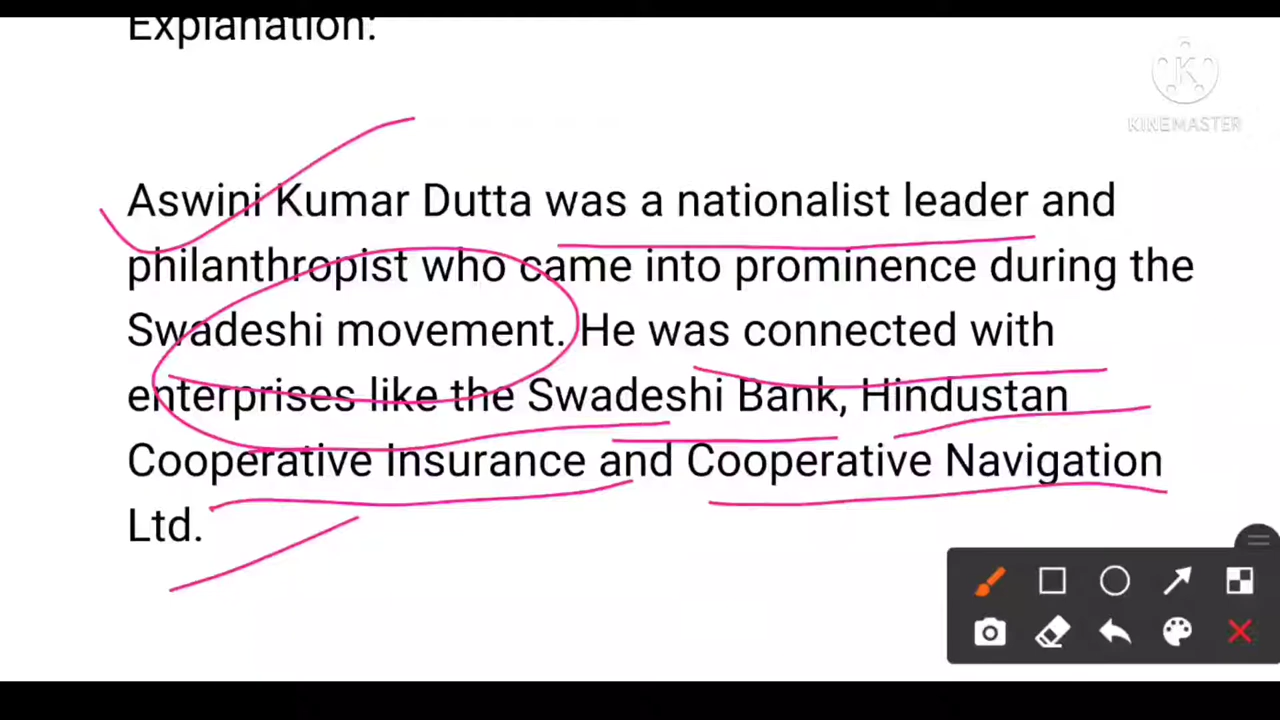 Explanation:
KINEMASTER
Aswini Kumar Dutta was a nationalist leader and
philanthropist who came into prominence during the
Swadeshi movement. He was connected with
enterprises like the Swadeshi Bank, Hindustan
Cooperative Insurance and Cooperative Navigation
Ltd.